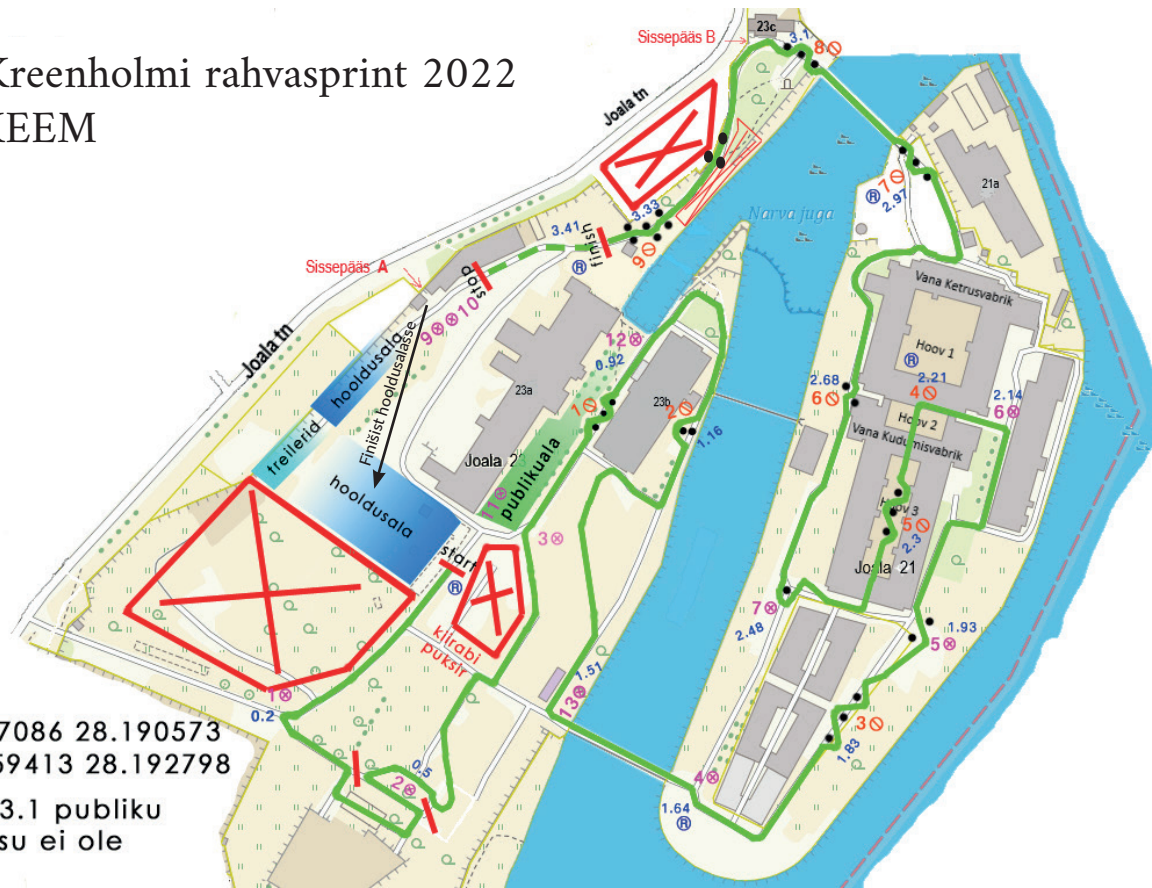 Kreenholmi rahvasprint 2022
KEEM
Sissepääs B
23c
3.1
8
Joala tn
7
Ⓡ
2.97
21a
Narva juga
3.33
finish
3.41
9
Ⓡ
Sissepääs A
stop
9 10
Vana Ketrusvabrik
Hoov 1
Ⓡ
Joala tn
hooldusala
Finišist hooldusalasse
12
0.92
23a
23b
1
2
1.16
2.68
6
2.21
4
2.14
6
Hoov 2
Vana Kudumisvabrik
treilerid
hooldusala
Joala 23
publikuala
11
3
Hoov 3
5
2.3
Joala 21
start
Ⓡ
kiirabi
puksir
7
2.48
1.93
5
1
0.2
1.51
13
3
1.83
0.5
2
4
1.64
Ⓡ
7086 28.190573
59413 28.192798
3.1 publiku
su ei ole